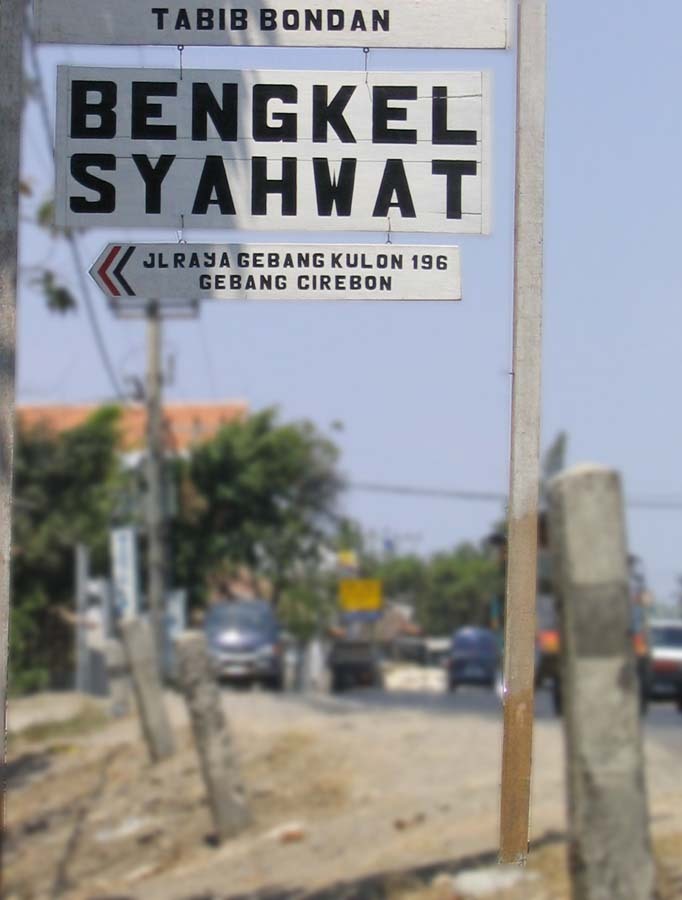 TABIB BONDAN
BENGKEL
SYAHWAT
JL RAYA GEBANG KULON 196
GEBANG CIREBON